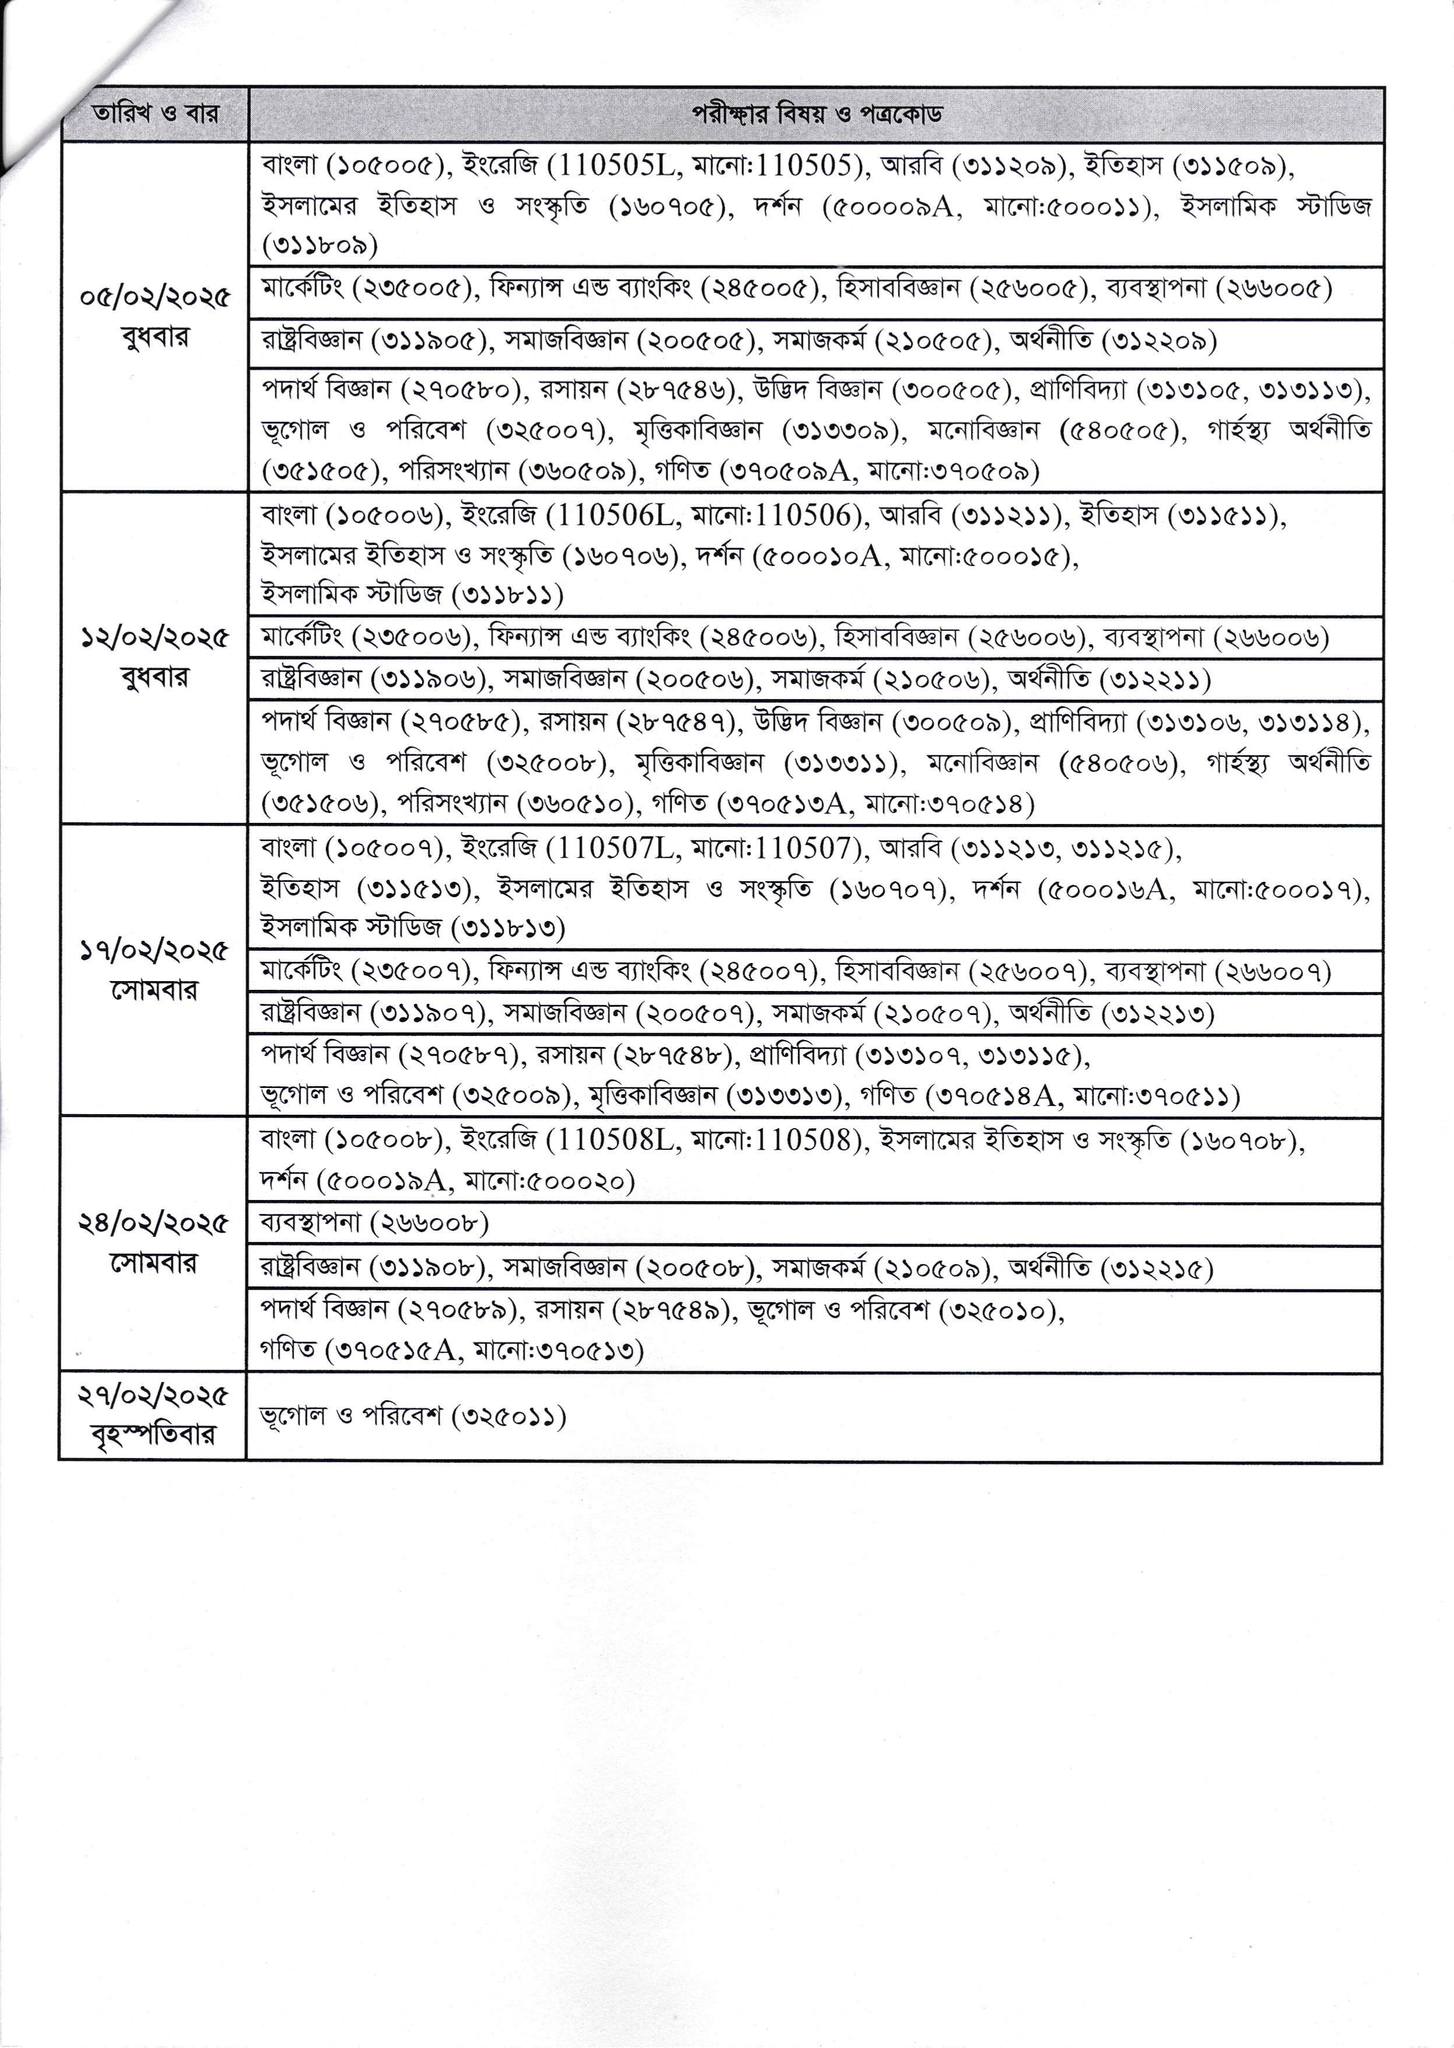 তারিখ ও বার
পরীক্ষার বিষয় ও পত্রকোড
০৫/০২/২০২৫
বুধবার
বাংলা (১০৫০০৫), ইংরেজি (110505L, মানো:110505), আরবি (৩১১২০৯), ইতিহাস (৩১১৫০৯),
ইসলামের ইতিহাস ও সংস্কৃতি (১৬০৭০৫), দর্শন (৫০০০০৯A, মানো:৫০০০১১), ইসলামিক স্টাডিজ
(৩১১৮০৯)
মার্কেটিং (২৩৫০০৫), ফিন্যান্স এন্ড ব্যাংকিং (২৪৫০০৫), হিসাববিজ্ঞান (২৫৬০০৫), ব্যবস্থাপনা (২৬৬০০৫)
রাষ্ট্রবিজ্ঞান (৩১১৯০৫), সমাজবিজ্ঞান (২০০৫০৫), সমাজকর্ম (২১০৫০৫), অর্থনীতি (৩১২২০৯)
পদার্থ বিজ্ঞান (২৭০৫৮০), রসায়ন (২৮৭৫৪৬), উদ্ভিদ বিজ্ঞান (৩০০৫০৫), প্রাণিবিদ্যা (৩১৩১০৫, ৩১৩১১৩),
ভূগোল ও পরিবেশ (৩২৫০০৭), মৃত্তিকাবিজ্ঞান (৩১৩৩০৯), মনোবিজ্ঞান (৫৪০৫০৫), গার্হস্থ্য অর্থনীতি
(৩৫১৫০৫), পরিসংখ্যান (৩৬০৫০৯), গণিত (৩৭০৫০৯A, মানো:৩৭০৫০৯)
১২/০২/২০২৫
বুধবার
বাংলা (১০৫০০৬), ইংরেজি (110506L, মানো:110506), আরবি (৩১১২১১), ইতিহাস (৩১১৫১১),
ইসলামের ইতিহাস ও সংস্কৃতি (১৬০৭০৬), দর্শন (৫০০০১০A, মানো:৫০০০১৫),
ইসলামিক স্টাডিজ (৩১১৮১১)
মার্কেটিং (২৩৫০০৬), ফিন্যান্স এন্ড ব্যাংকিং (২৪৫০০৬), হিসাববিজ্ঞান (২৫৬০০৬), ব্যবস্থাপনা (২৬৬০০৬)
রাষ্ট্রবিজ্ঞান (৩১১৯০৬), সমাজবিজ্ঞান (২০০৫০৬), সমাজকর্ম (২১০৫০৬), অর্থনীতি (৩১২২১১)
পদার্থ বিজ্ঞান (২৭০৫৮৫), রসায়ন (২৮৭৫৪৭), উদ্ভিদ বিজ্ঞান (৩০০৫০৯), প্রাণিবিদ্যা (৩১৩১০৬, ৩১৩১১৪),
ভূগোল ও পরিবেশ (৩২৫০০৮), মৃত্তিকাবিজ্ঞান (৩১৩৩১১), মনোবিজ্ঞান (৫৪০৫০৬), গার্হস্থ্য অর্থনীতি
(৩৫১৫০৬), পরিসংখ্যান (৩৬০৫১০), গণিত (৩৭০৫১৩A, মানো:৩৭০৫১৪)
১৭/০২/২০২৫
সোমবার
বাংলা (১০৫০০৭), ইংরেজি (110507L, মানো:110507), আরবি (৩১১২১৩, ৩১১২১৫),
ইতিহাস (৩১১৫১৩), ইসলামের ইতিহাস ও সংস্কৃতি (১৬০৭০৭), দর্শন (৫০০০১৬A, মানো:৫০০০১৭),
ইসলামিক স্টাডিজ (৩১১৮১৩)
মার্কেটিং (২৩৫০০৭), ফিন্যান্স এন্ড ব্যাংকিং (২৪৫০০৭), হিসাববিজ্ঞান (২৫৬০০৭), ব্যবস্থাপনা (২৬৬০০৭)
রাষ্ট্রবিজ্ঞান (৩১১৯০৭), সমাজবিজ্ঞান (২০০৫০৭), সমাজকর্ম (২১০৫০৭), অর্থনীতি (৩১২২১৩)
পদার্থ বিজ্ঞান (২৭০৫৮৭), রসায়ন (২৮৭৫৪৮), প্রাণিবিদ্যা (৩১৩১০৭, ৩১৩১১৫),
ভূগোল ও পরিবেশ (৩২৫০০৯), মৃত্তিকাবিজ্ঞান (৩১৩৩১৩), গণিত (৩৭০৫১৪A, মানো:৩৭০৫১১)
২৪/০২/২০২৫
সোমবার
বাংলা (১০৫০০৮), ইংরেজি (110508L, মানো:110508), ইসলামের ইতিহাস ও সংস্কৃতি (১৬০৭০৮),
দর্শন (৫০০০১৯A, মানো:৫০০০২০)
ব্যবস্থাপনা (২৬৬০০৮)
রাষ্ট্রবিজ্ঞান (৩১১৯০৮), সমাজবিজ্ঞান (২০০৫০৮), সমাজকর্ম (২১০৫০৯), অর্থনীতি (৩১২২১৫)
পদার্থ বিজ্ঞান (২৭০৫৮৯), রসায়ন (২৮৭৫৪৯), ভূগোল ও পরিবেশ (৩২৫০১০),
গণিত (৩৭০৫১৫A, মানো:৩৭০৫১৩)
২৭/০২/২০২৫
বৃহস্পতিবার
ভূগোল ও পরিবেশ (৩২৫০১১)